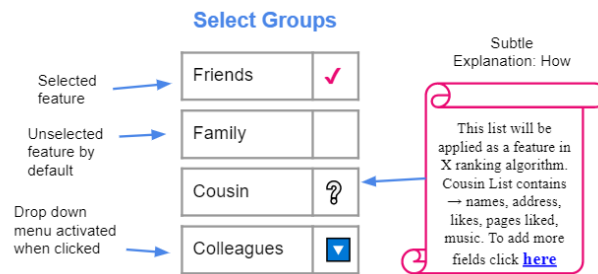 Select Groups
Selected
feature
Friends
✓
Unselected
feature by
default
Family
Cousin
?
Drop down
menu activated
when clicked
Colleagues
Subtle
Explanation: How
This list will be
applied as a feature in
X ranking algorithm.
Cousin List contains
→ names, address,
likes, pages liked,
music. To add more
fields click here